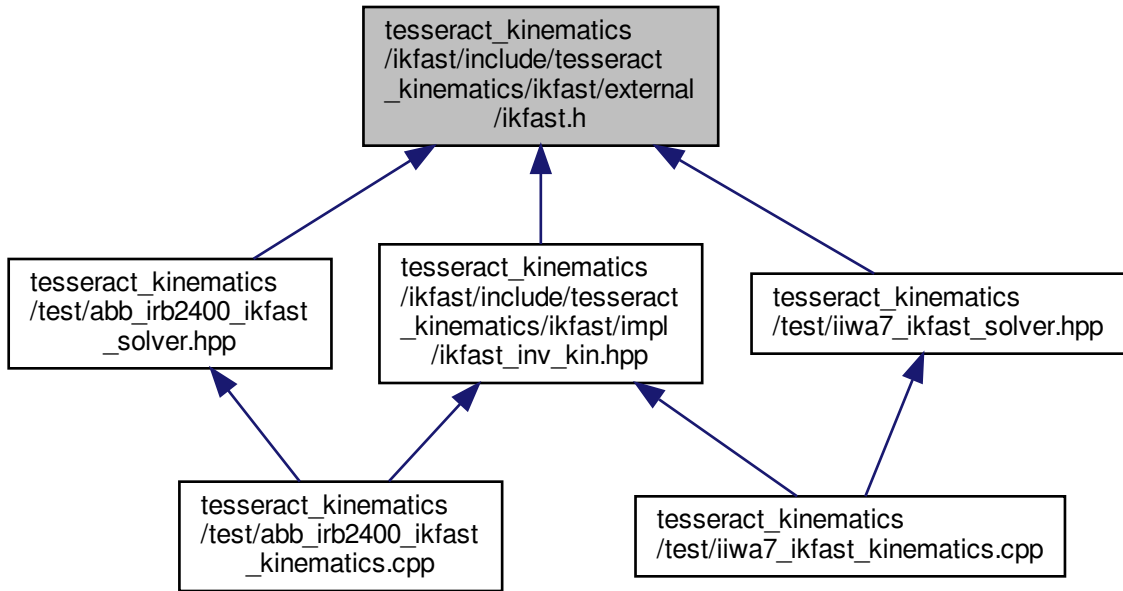 tesseract_kinematics
/ikfast/include/tesseract
_kinematics/ikfast/external
/ikfast.h
tesseract_kinematics
/test/abb_irb2400_ikfast
_solver.hpp
tesseract_kinematics
/ikfast/include/tesseract
_kinematics/ikfast/impl
/ikfast_inv_kin.hpp
tesseract_kinematics
/test/iiwa7_ikfast_solver.hpp
tesseract_kinematics
/test/abb_irb2400_ikfast
_kinematics.cpp
tesseract_kinematics
/test/iiwa7_ikfast_kinematics.cpp